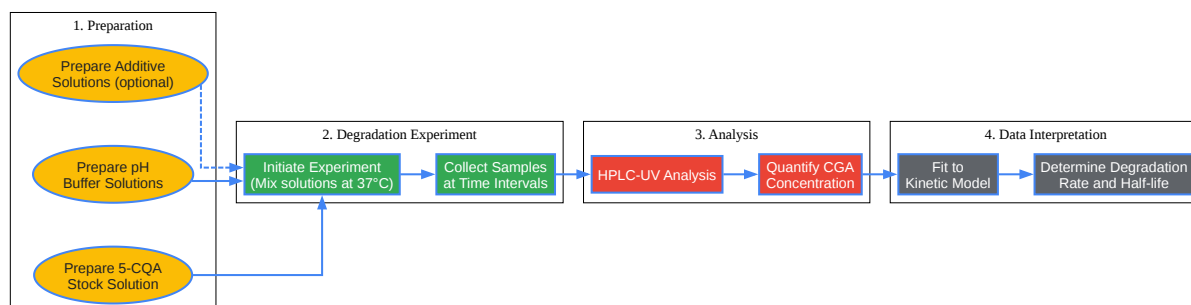 1. Preparation
Prepare Additive
Solutions (optional)
Prepare pH
Buffer Solutions
Prepare 5-CQA
Stock Solution
2. Degradation Experiment
Initiate Experiment
(Mix solutions at 37°C)
Collect Samples
at Time Intervals
3. Analysis
HPLC-UV Analysis
Quantify CGA
Concentration
4. Data Interpretation
Fit to
Kinetic Model
Determine Degradation
Rate and Half-life